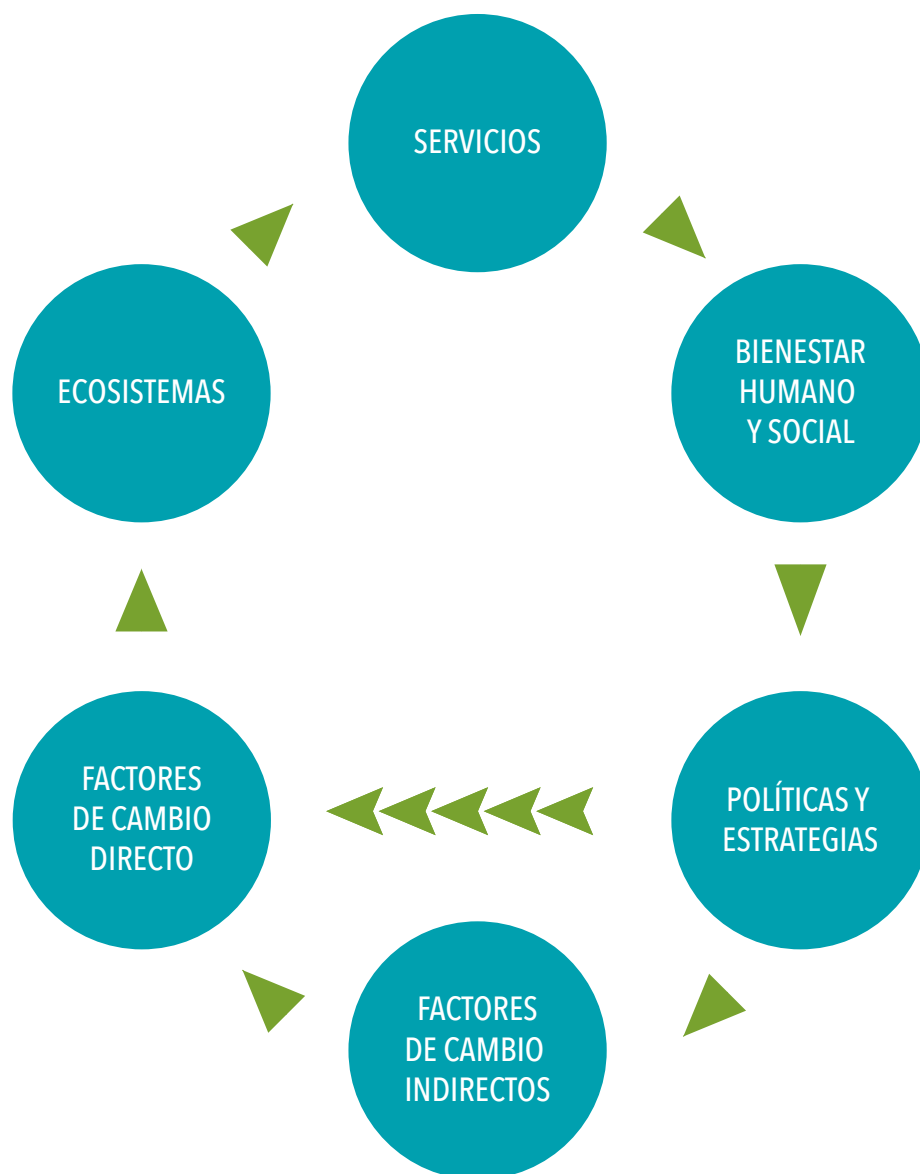 SERVICIOS
BIENESTAR
HUMANO
Y SOCIAL
ECOSISTEMAS
FACTORES
DE CAMBIO
DIRECTO
POLÍTICAS Y
ESTRATEGIAS
FACTORES
DE CAMBIO
INDIRECTOS